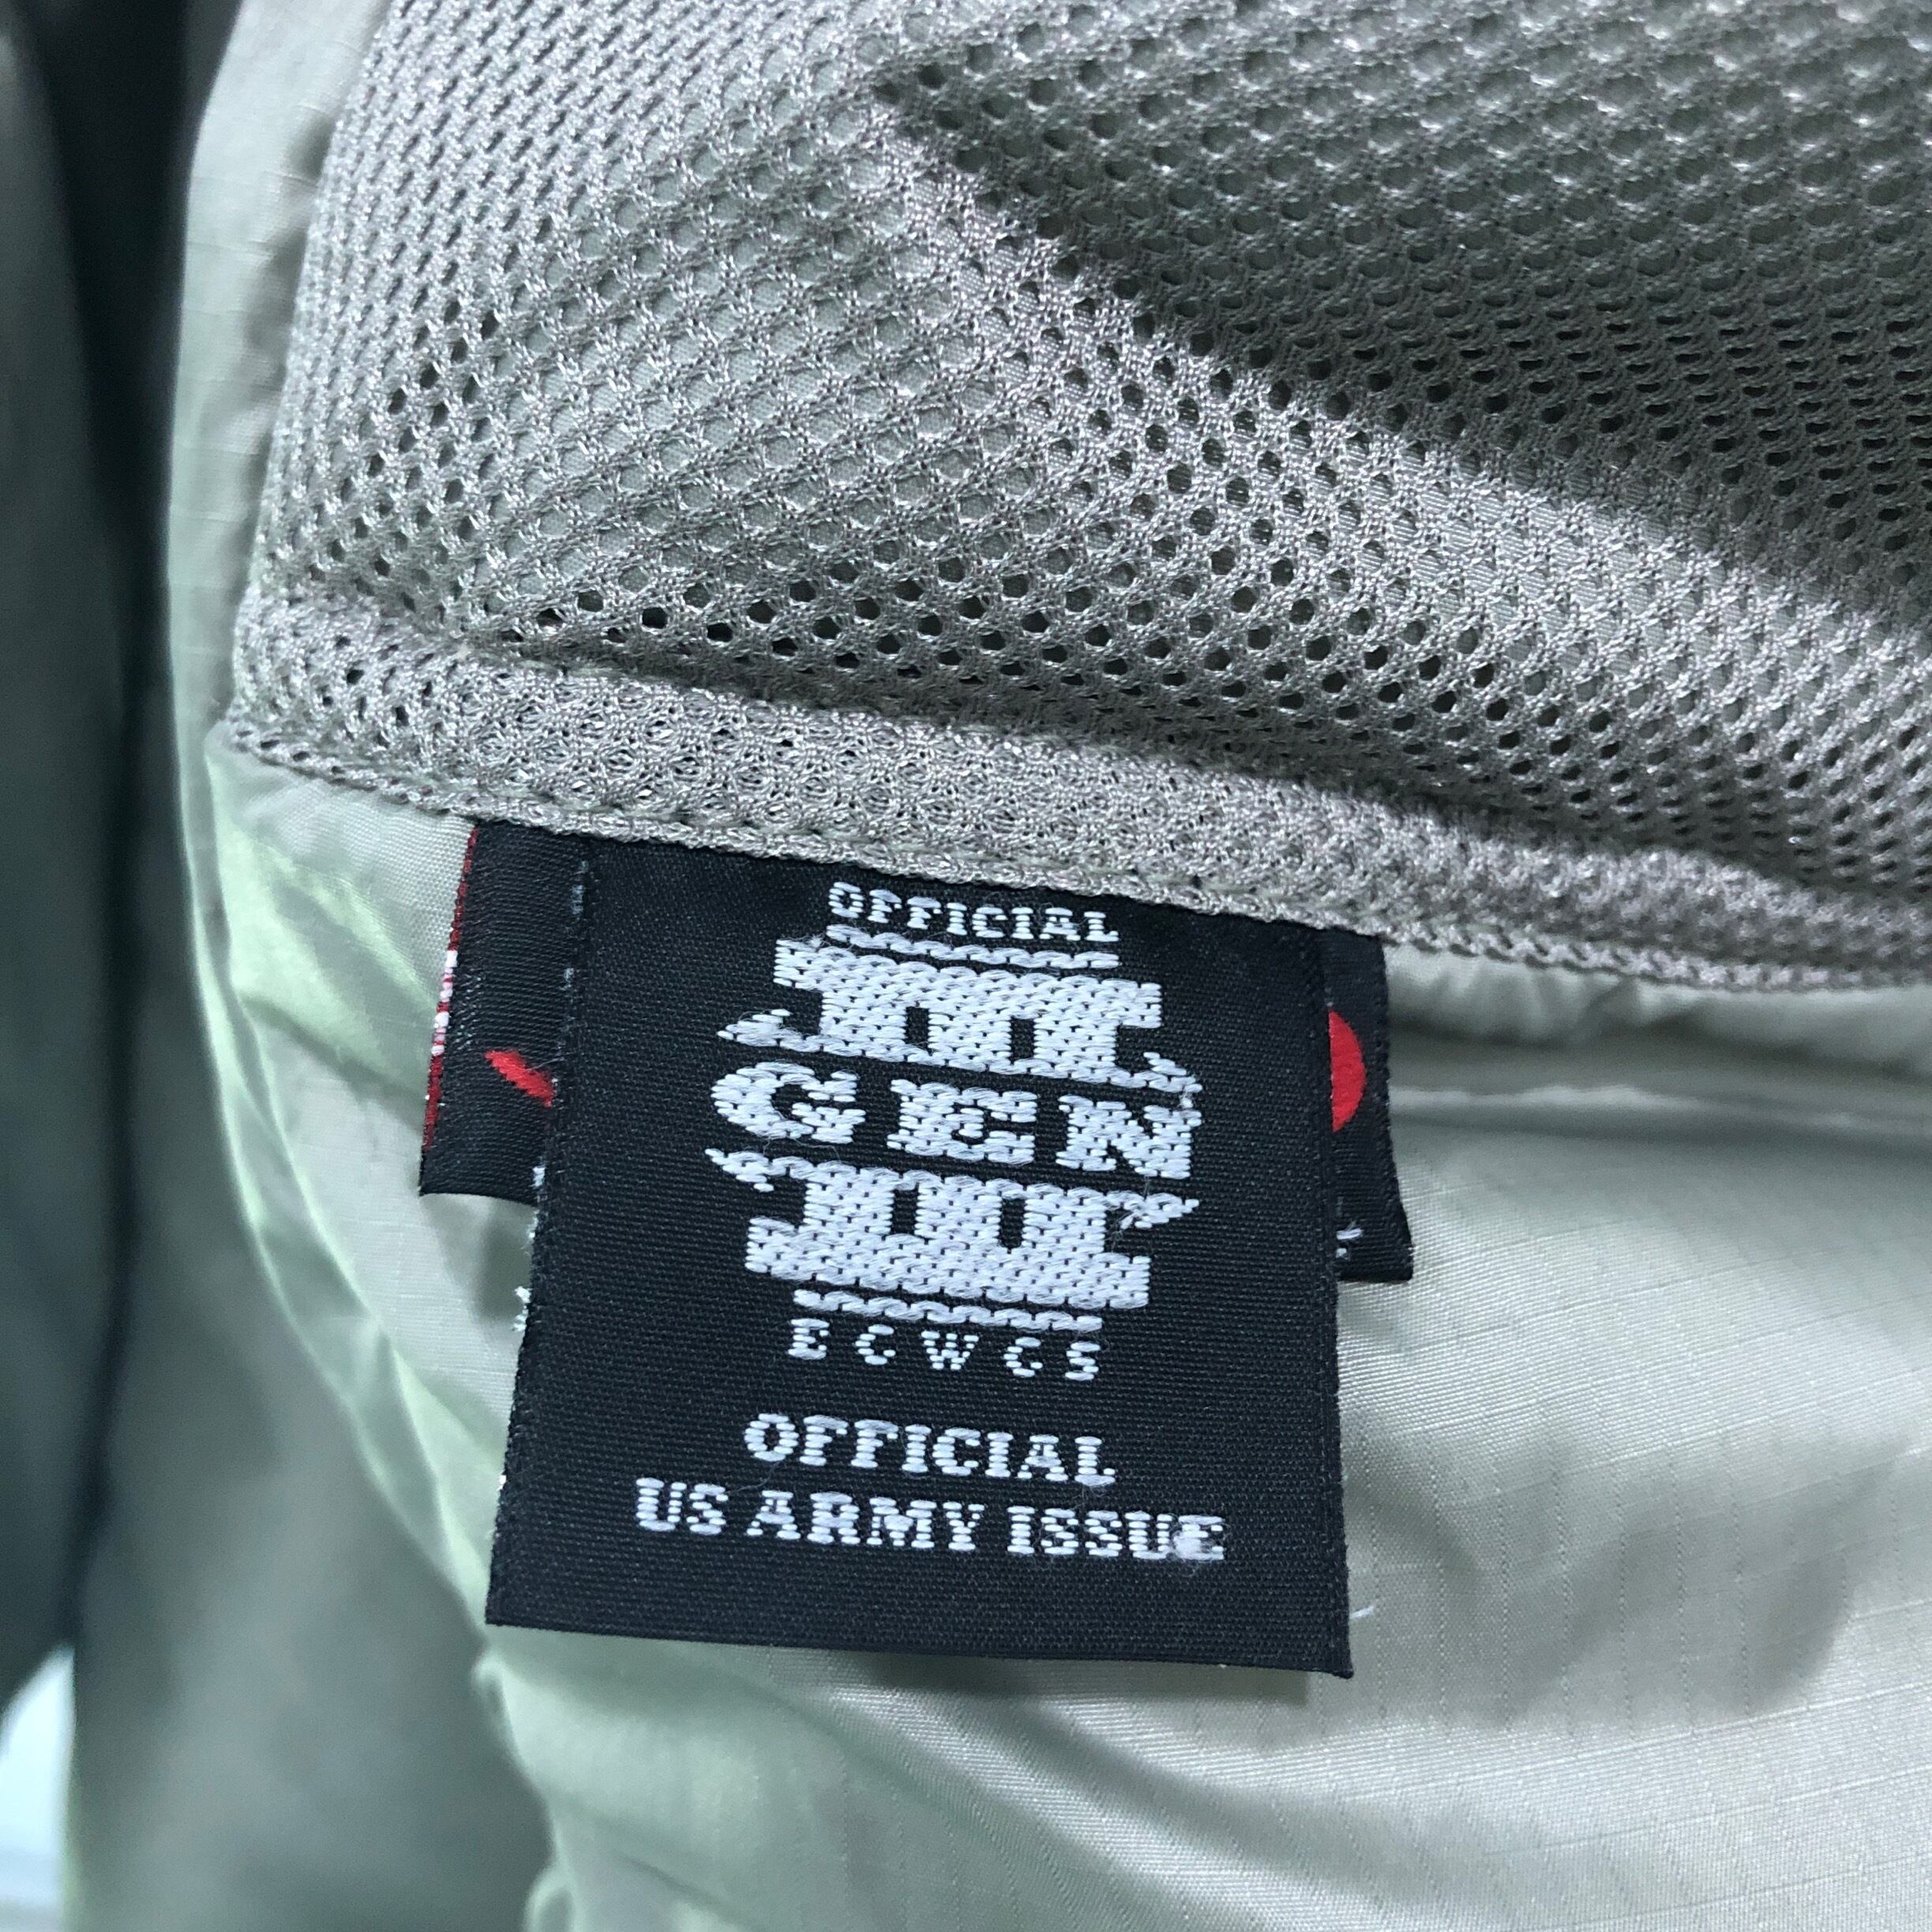 OFFICIAL
III
GEN
III
ECWCS
OFFICIAL
US ARMY ISSUE